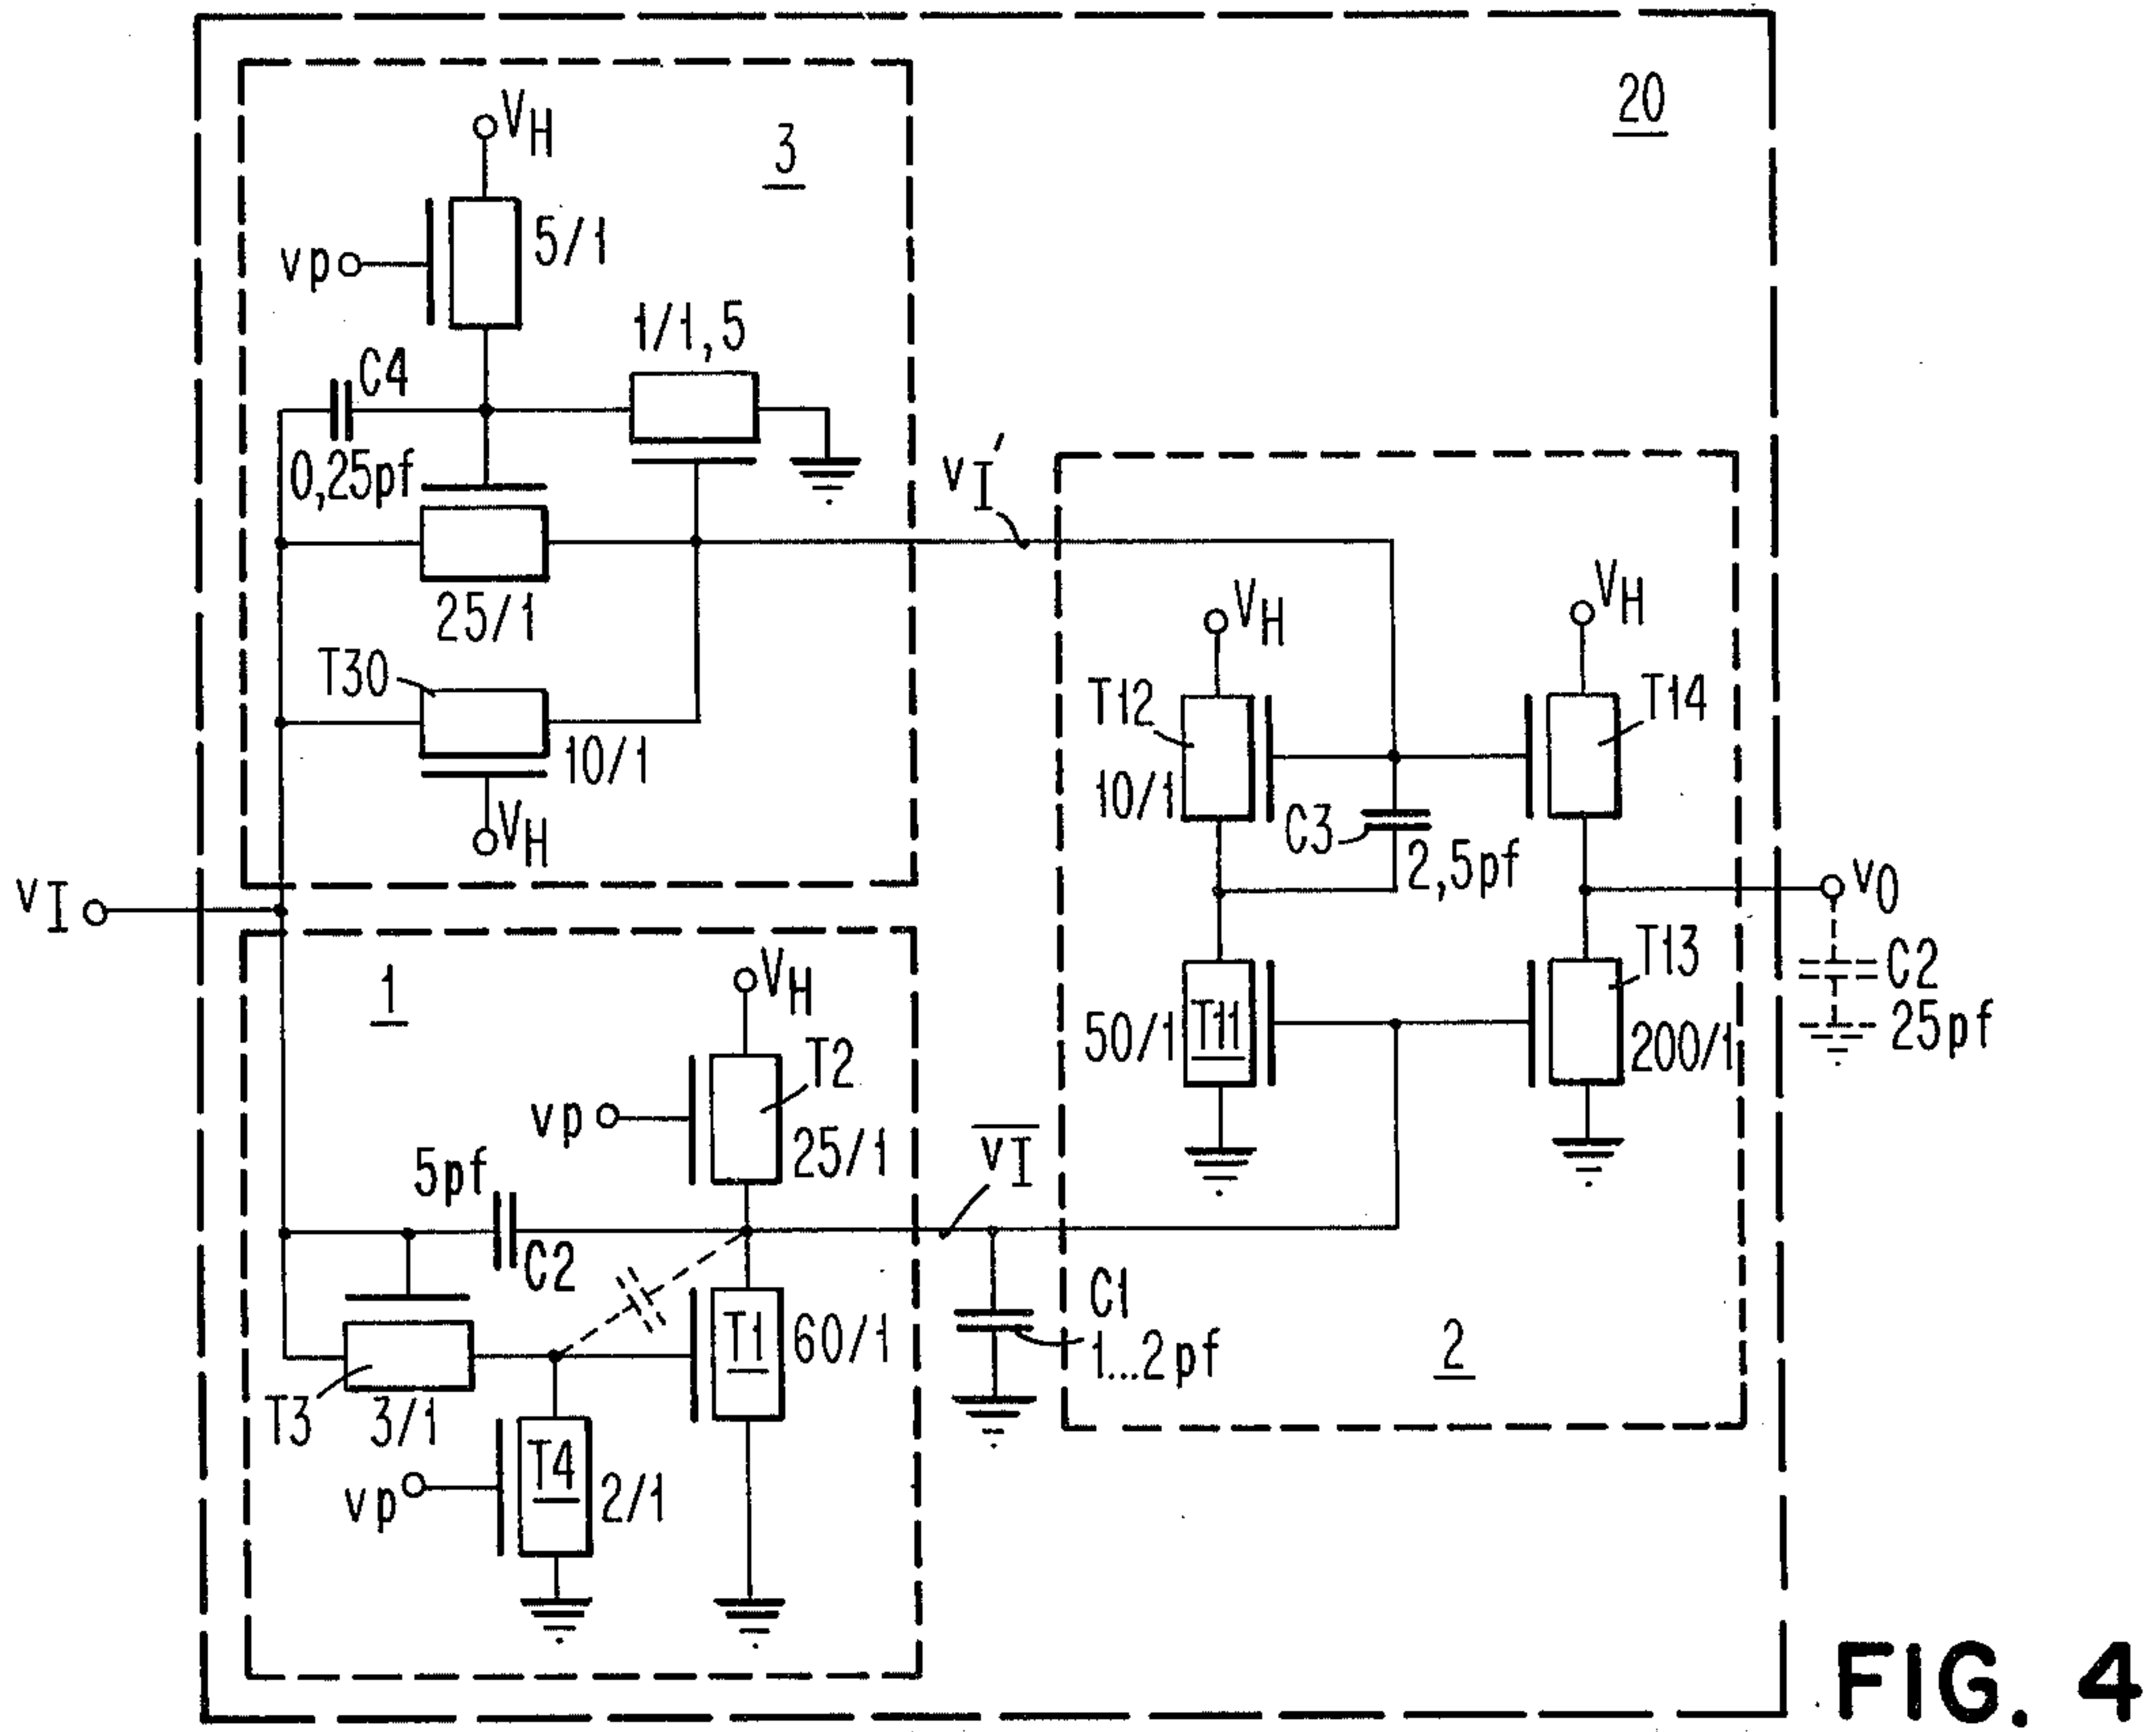 20
3
VH
vp
5/1
1/1,5
C4
0,25pf
25/1
T30
10/1
VH
vI'
VH
VH
T12
T14
10/1
C3
2,5pf
vI
vO
C2
25pf
T13
50/1
T11
200/1
1
VH
T2
vp
25/1
5pf
vI
C2
C1
1...2pf
T1
60/1
2
T3
3/1
T4
vp
2/1
FIG. 4